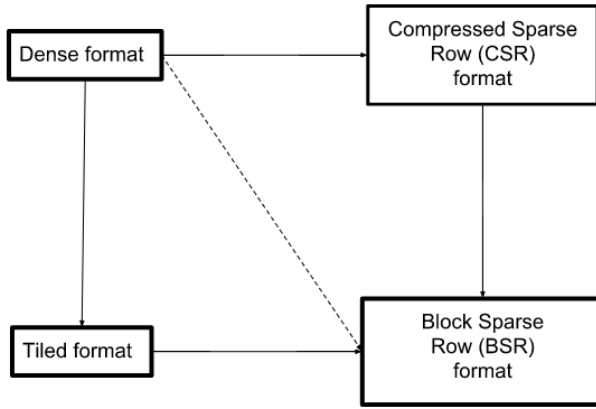 Dense format
Compressed Sparse
Row (CSR)
format
Tiled format
Block Sparse
Row (BSR)
format